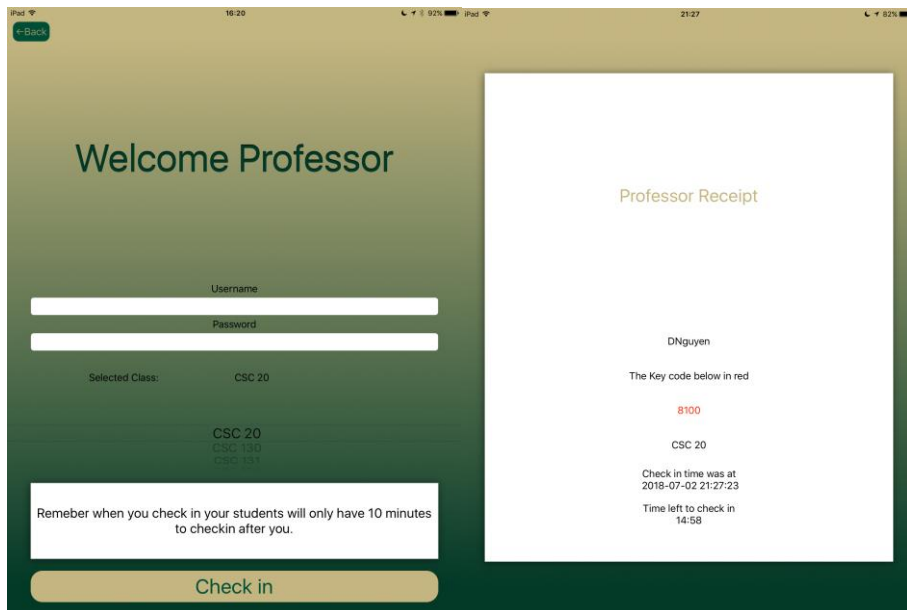 iPad 16:20 92%
←Back
Welcome Professor
Username
Password
Selected Class: CSC 20
CSC 20
CSC 130
CSC 131
Remeber when you check in your students will only have 10 minutes
to checkin after you.
Check in
iPad 21:27 82%
Professor Receipt
DNguyen
The Key code below in red
8100
CSC 20
Check in time was at
2018-07-02 21:27:23
Time left to check in
14:58